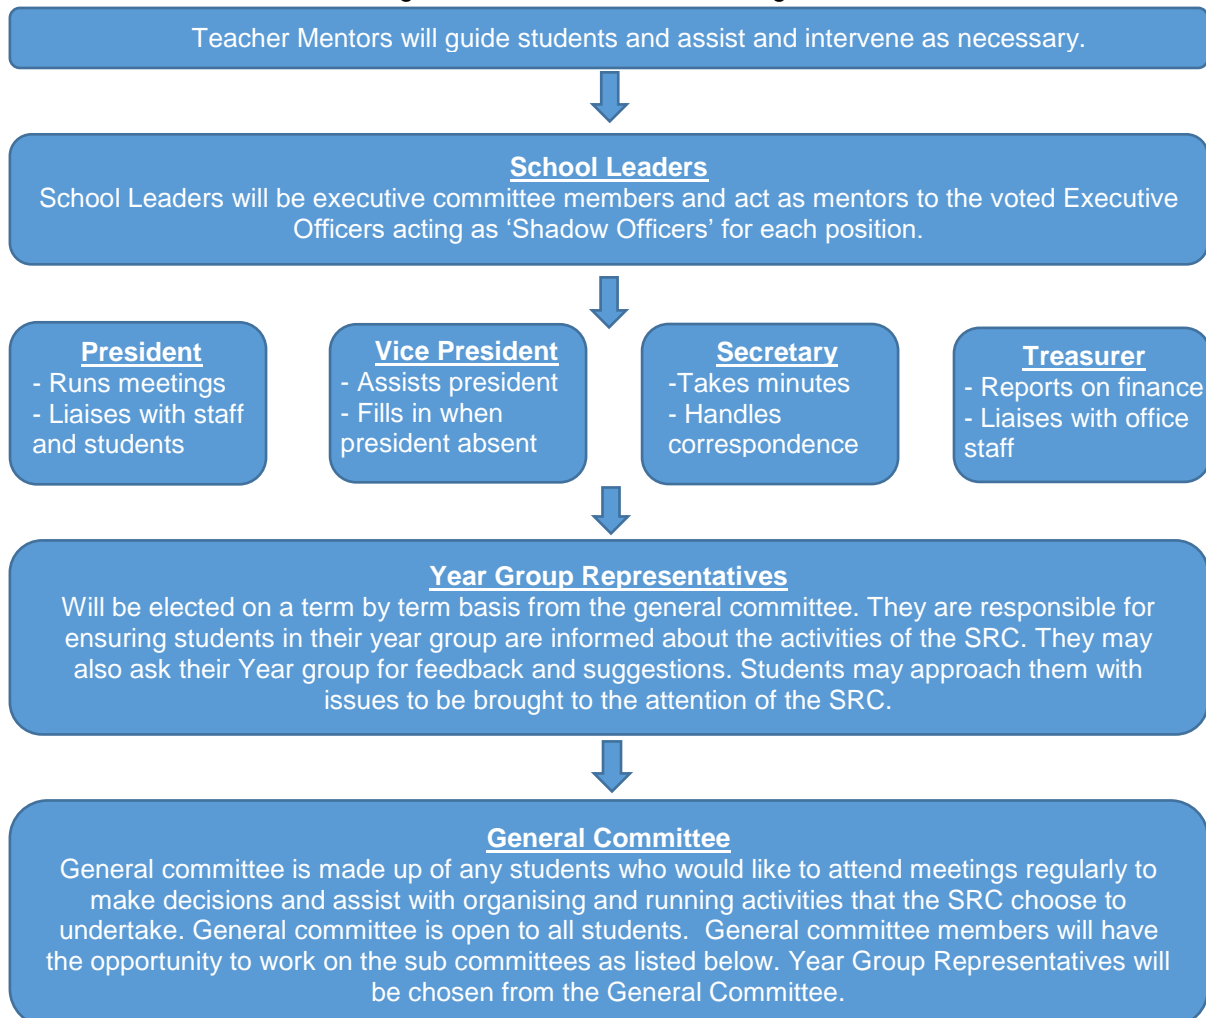 Teacher Mentors will guide students and assist and intervene as necessary.
School Leaders
School Leaders will be executive committee members and act as mentors to the voted Executive
Officers acting as ‘Shadow Officers’ for each position.
President
- Runs meetings
- Liaises with staff
and students
Vice President
- Assists president
- Fills in when
president absent
Secretary
-Takes minutes
- Handles
correspondence
Treasurer
- Reports on finance
- Liaises with office
staff
Year Group Representatives
Will be elected on a term by term basis from the general committee. They are responsible for
ensuring students in their year group are informed about the activities of the SRC. They may
also ask their Year group for feedback and suggestions. Students may approach them with
issues to be brought to the attention of the SRC.
General Committee
General committee is made up of any students who would like to attend meetings regularly to
make decisions and assist with organising and running activities that the SRC choose to
undertake. General committee is open to all students.  General committee members will have
the opportunity to work on the sub committees as listed below. Year Group Representatives will
be chosen from the General Committee.